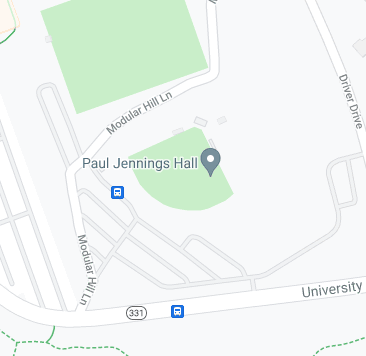 Modular Hill Ln
Driver Drive
Paul Jennings Hall
Modular Hill Ln
University
331